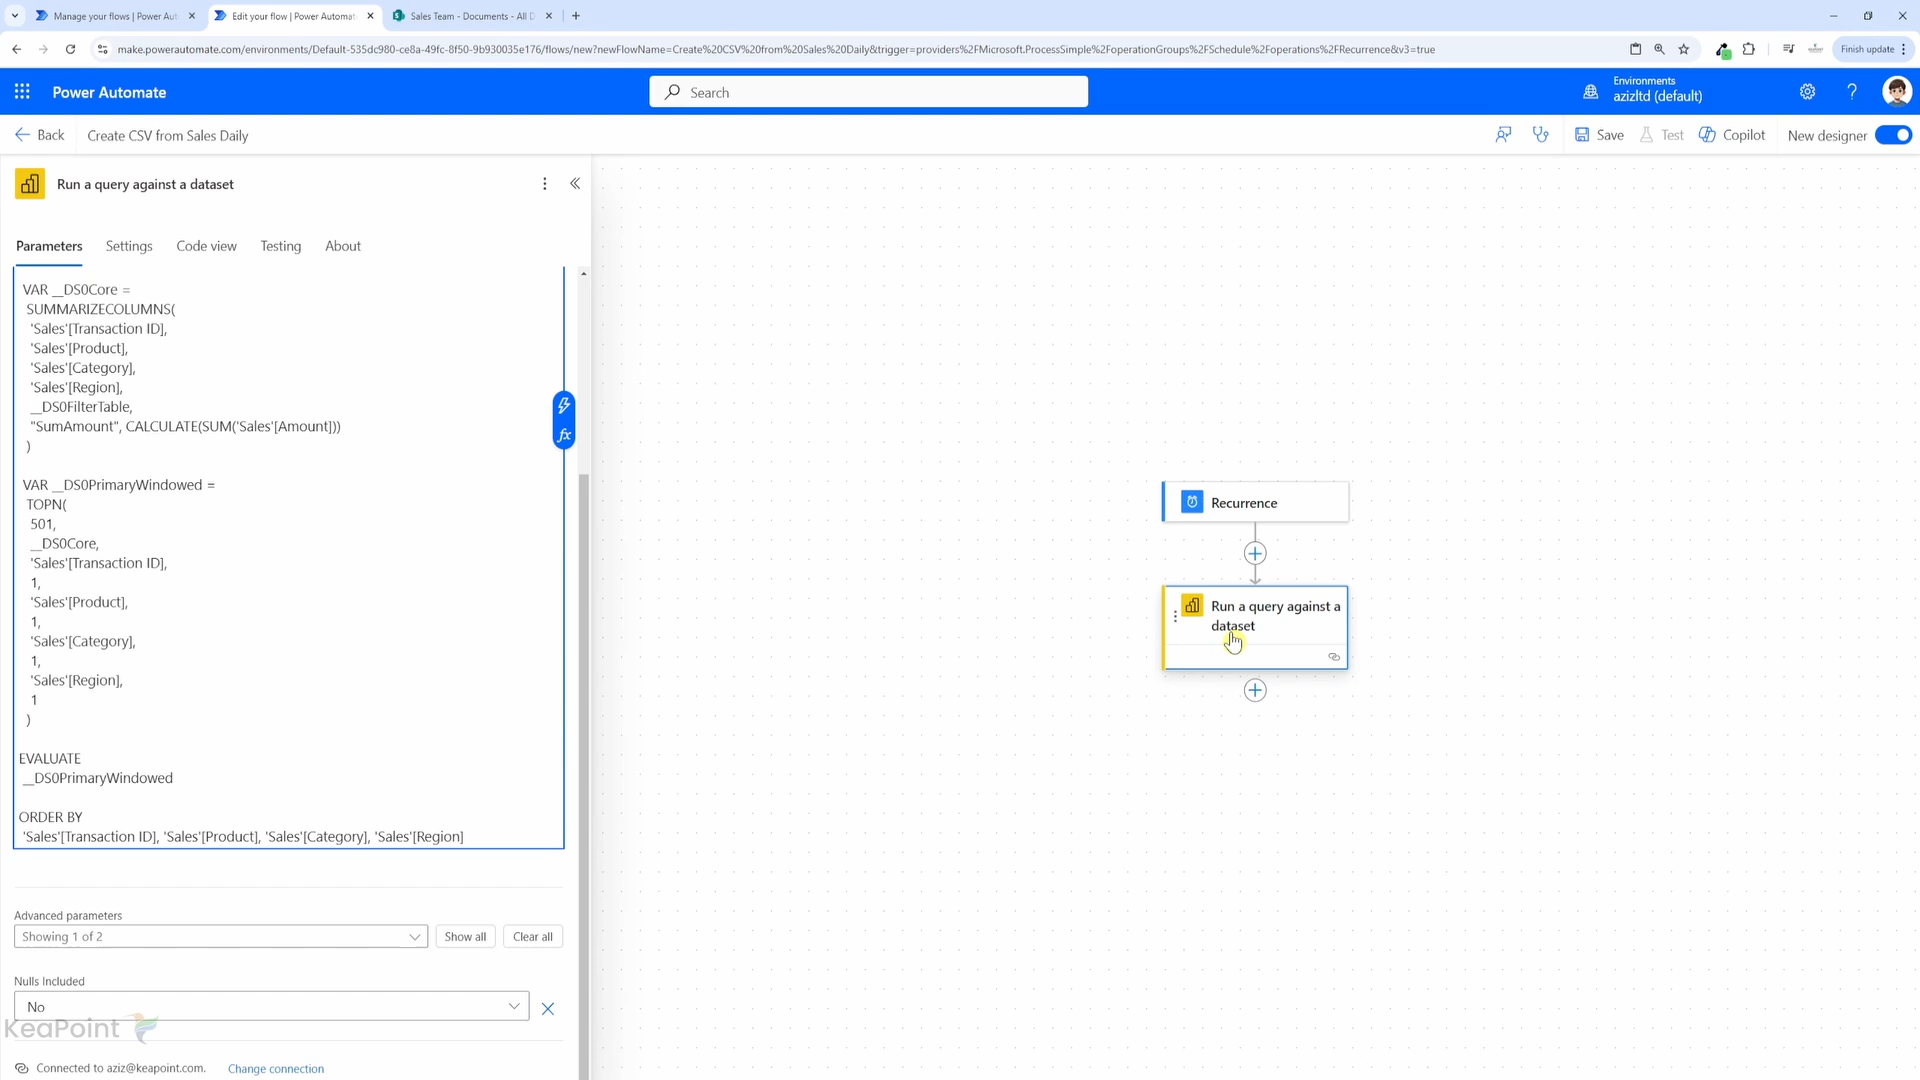 Manage your flows | Power Aut
Edit your flow | Power Automate
Sales Team - Documents - All D
make.powerautomate.com/environments/Default-535dc980-ce8a-49fc-8f50-9b930035e176/flows/new?newFlowName=Create%20CSV%20from%20Sales%20Daily&trigger=providers%2FMicrosoft.ProcessSimple%2FoperationGroups%2FSchedule%2Foperations%2FRecurrence&v3=true
Finish update
Power Automate
Search
Environments
azizltd (default)
Back
Create CSV from Sales Daily
Save
Test
Copilot
New designer
Run a query against a dataset
Parameters
Settings
Code view
Testing
About
VAR __DS0Core =
SUMMARIZECOLUMNS(
'Sales'[Transaction ID],
'Sales'[Product],
'Sales'[Category],
'Sales'[Region],
__DS0FilterTable,
"SumAmount", CALCULATE(SUM('Sales'[Amount]))
)
VAR __DS0PrimaryWindowed =
TOPN(
501,
__DS0Core,
'Sales'[Transaction ID],
1,
'Sales'[Product],
1,
'Sales'[Category],
1,
'Sales'[Region],
1
)
EVALUATE
__DS0PrimaryWindowed
ORDER BY
'Sales'[Transaction ID], 'Sales'[Product], 'Sales'[Category], 'Sales'[Region]
fx
Recurrence
Run a query against a
dataset
Advanced parameters
Showing 1 of 2
Show all
Clear all
Nulls Included
No
KeaPoint
Connected to aziz@keapoint.com.
Change connection